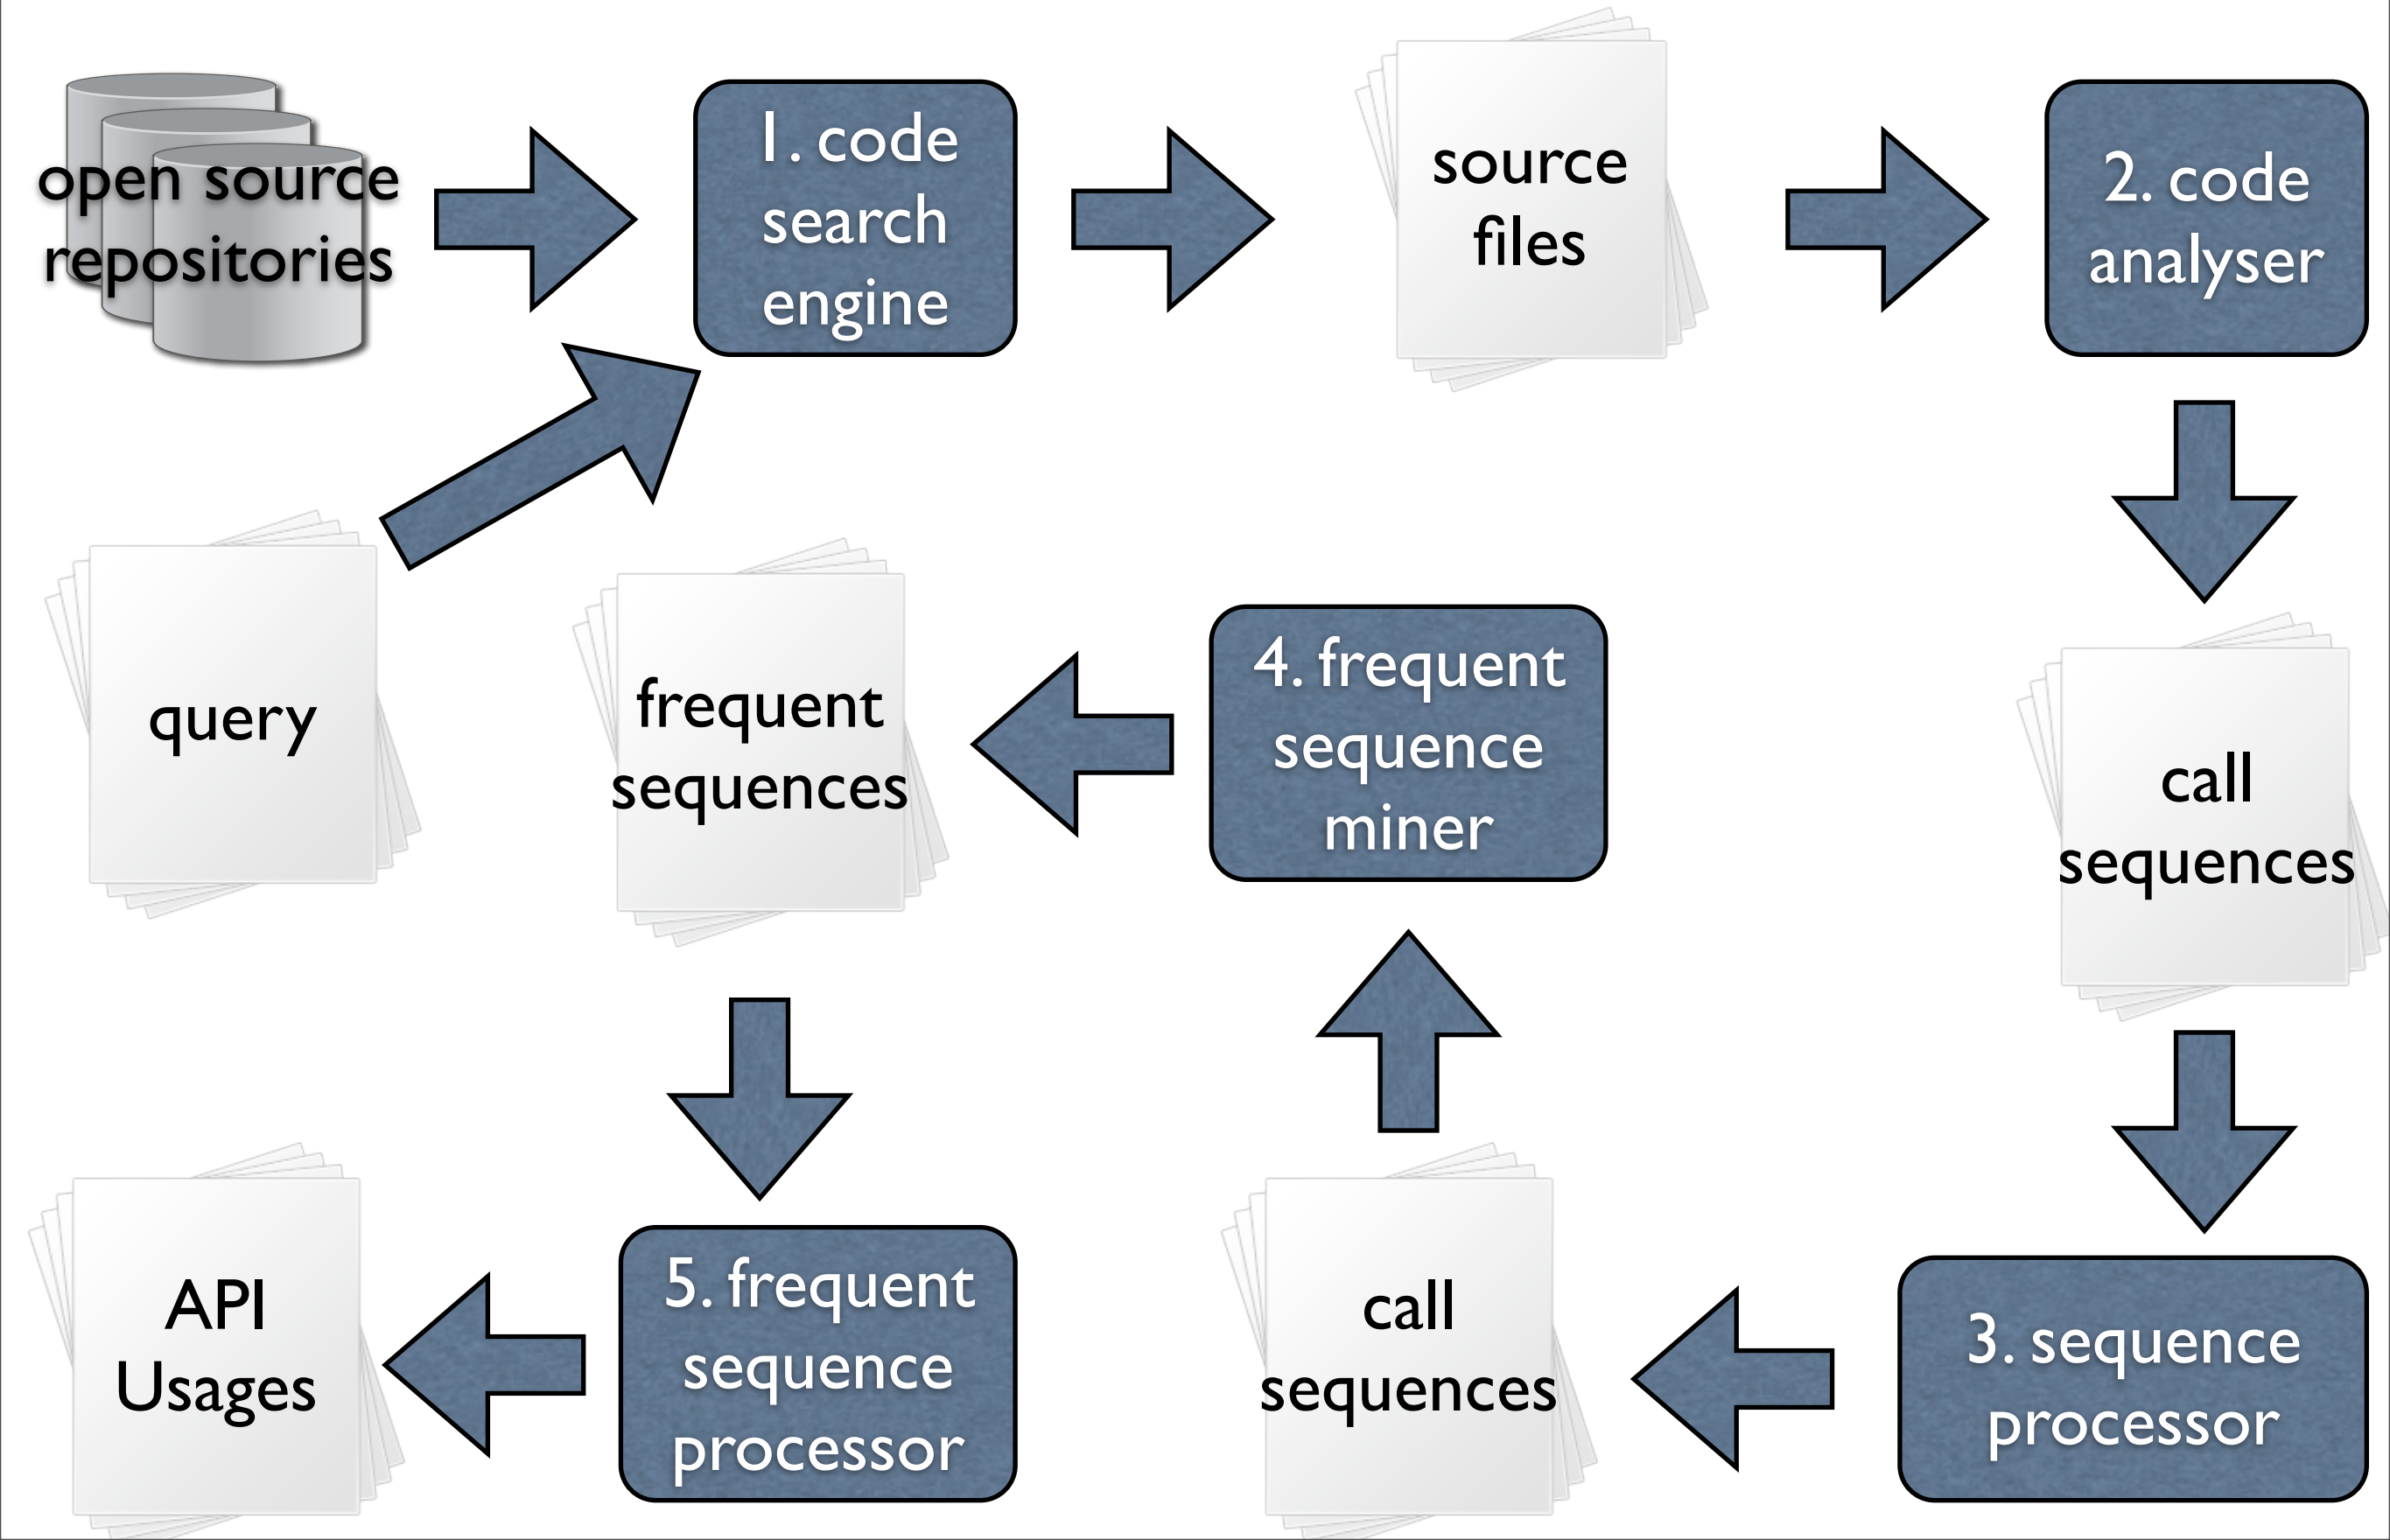 open source
repositories
1. code
search
engine
source
files
2. code
analyser
query
frequent
sequences
4. frequent
sequence
miner
call
sequences
API
Usages
5. frequent
sequence
processor
call
sequences
3. sequence
processor